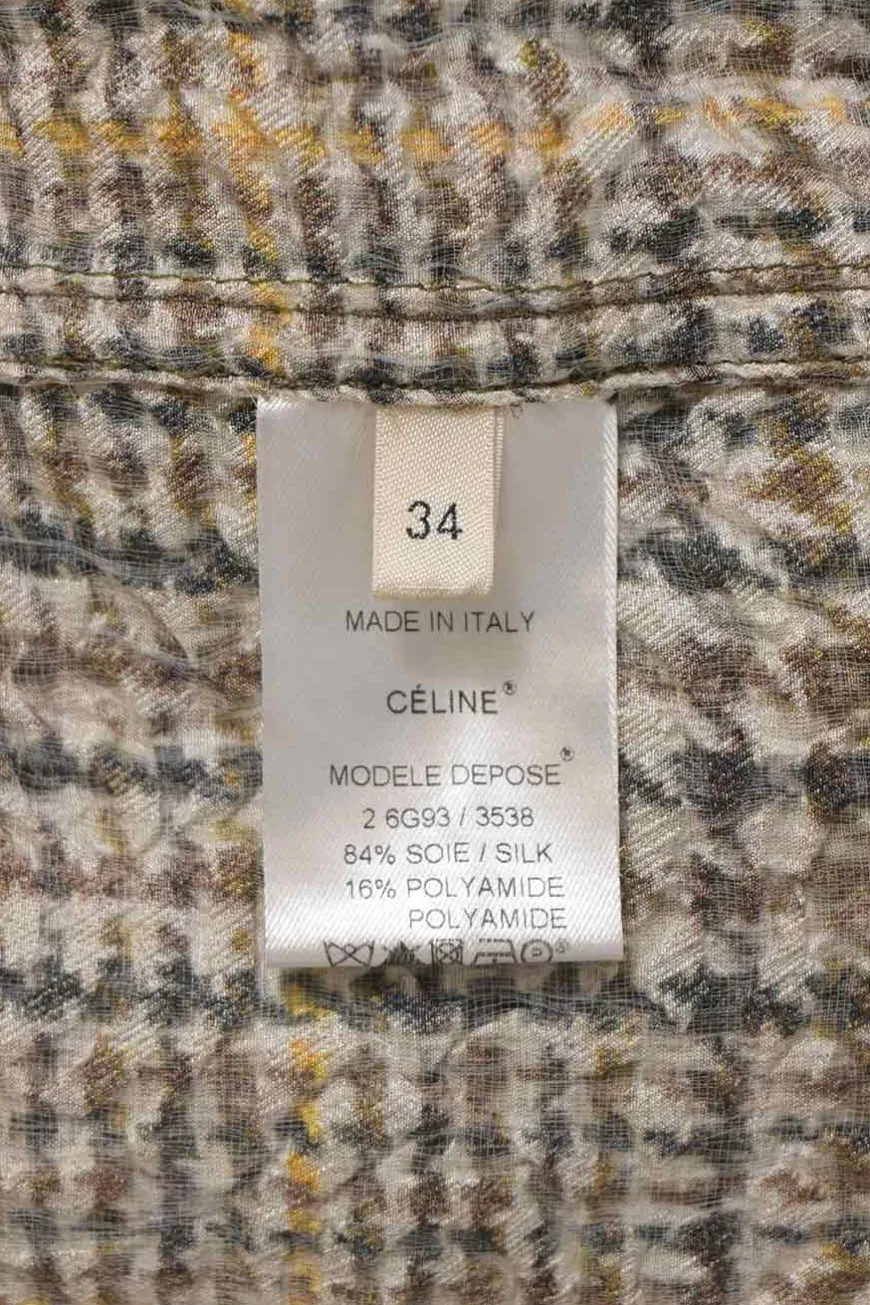 34
MADE IN ITALY
CÉLINE®
MODELE DEPOSE®
2 6G93 / 3538
84% SOIE / SILK
16% POLYAMIDE
POLYAMIDE